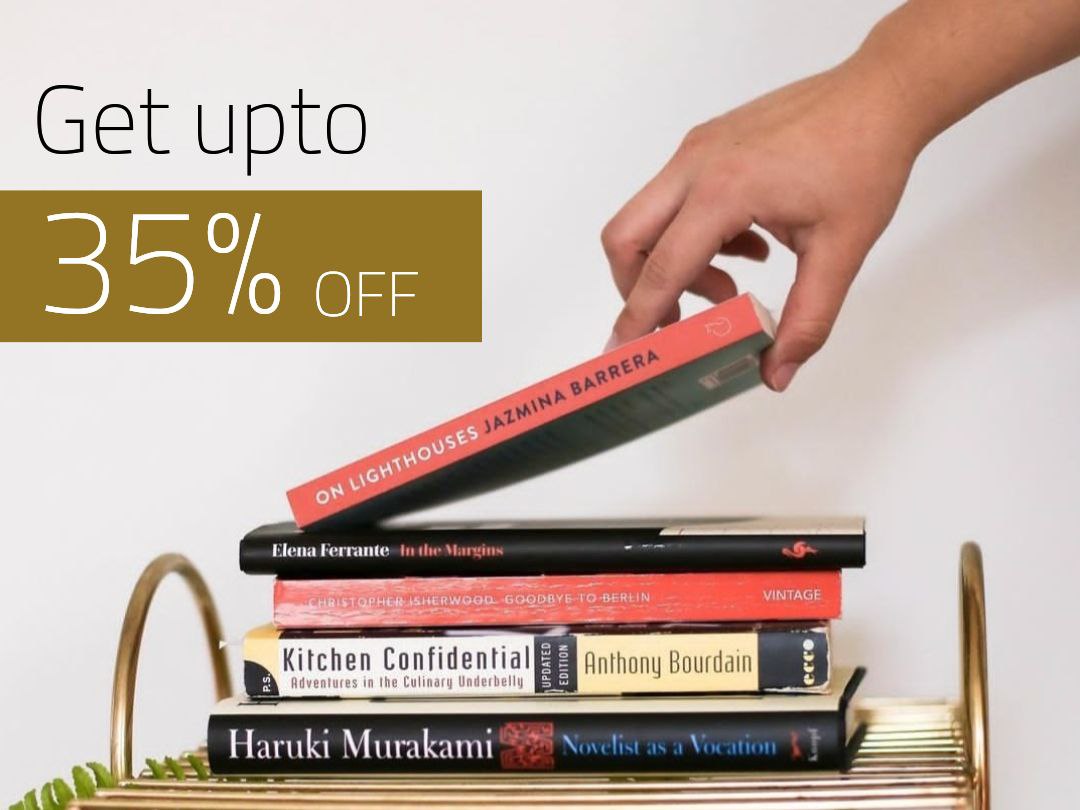 Get upto
35% OFF
ON LIGHTHOUSES JAZMINA BARRERA
Elena Ferrante In the Margins
CHRISTOPHER ISHERWOOD GOODBYE TO BERLIN VINTAGE
P.S.
Kitchen Confidential
Adventures in the Culinary Underbelly
UPDATED
EDITION
Anthony Bourdain
ecco
Haruki Murakami Novelist as a Vocation
Knopf